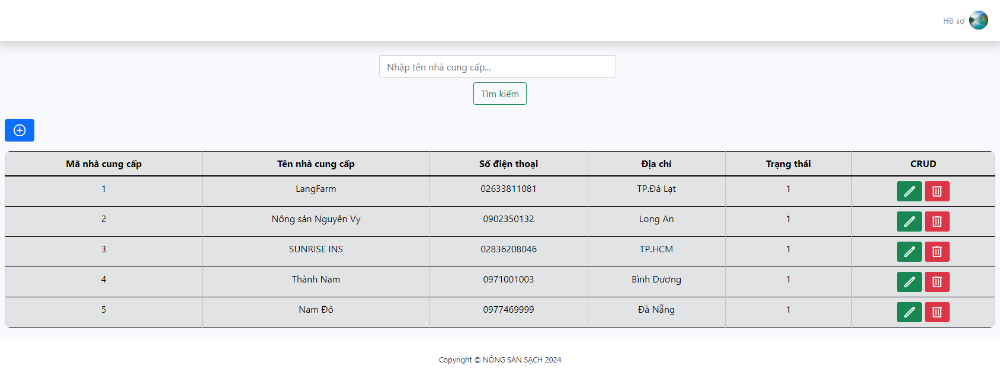 Hồ sơ
Nhập tên nhà cung cấp...
Tìm kiếm
Mã nhà cung cấp Tên nhà cung cấp Số điện thoại Địa chỉ Trạng thái CRUD
1 LangFarm 02633811081 TP.Đà Lạt 1
2 Nông sản Nguyên Vy 0902350132 Long An 1
3 SUNRISE INS 02836208046 TP.HCM 1
4 Thành Nam 0971001003 Bình Dương 1
5 Nam Đô 0977469999 Đà Nẵng 1
Copyright © NÔNG SẢN SẠCH 2024